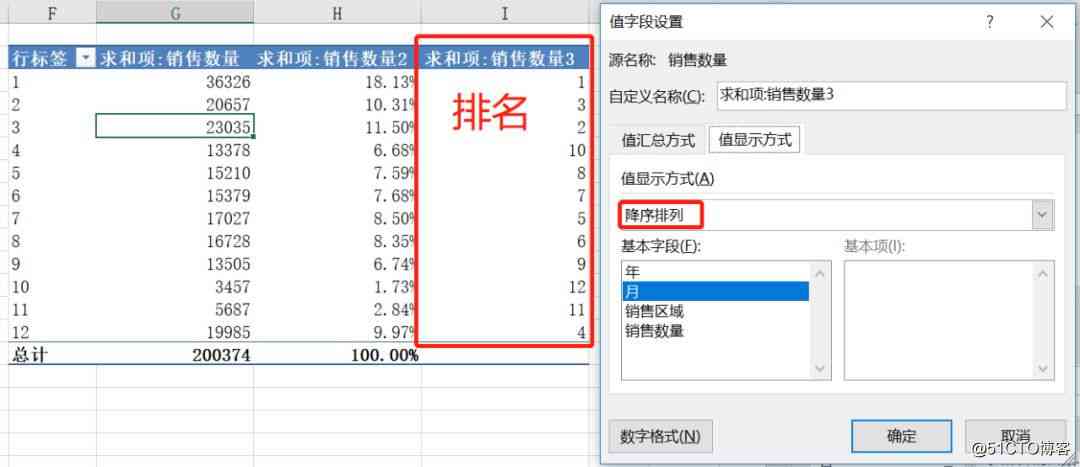 F G H I
行标签 求和项:销售数量 求和项:销售数量2 求和项:销售数量3
1 36326 18.13% 1
2 20657 10.31% 3
3 23035 11.50% 2
4 13378 6.68% 10
5 15210 7.59% 8
6 15379 7.68% 7
7 17027 8.50% 5
8 16728 8.35% 6
9 13505 6.74% 9
10 3457 1.73% 12
11 5687 2.84% 11
12 19985 9.97% 4
总计 200374 100.00%
排名
值字段设置 ?
源名称: 销售数量
自定义名称(C): 求和项:销售数量3
值汇总方式 值显示方式
值显示方式(A)
降序排列
基本字段(F): 基本项(I):
年
月
销售区域
销售数量
数字格式(N) 确定 取消
@51CTO博客